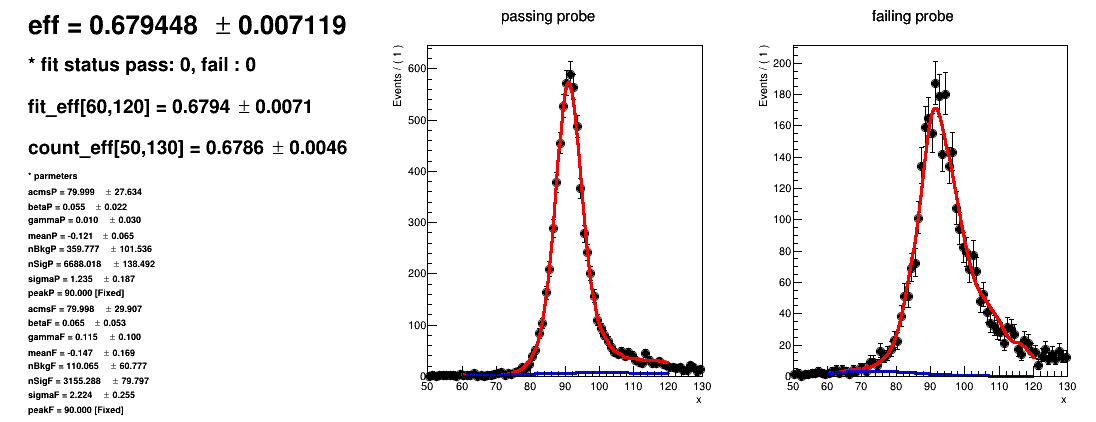 eff = 0.679448 ± 0.007119
* fit status pass: 0, fail : 0
fit_eff[60,120] = 0.6794 ± 0.0071
count_eff[50,130] = 0.6786 ± 0.0046
* parmeters
acmsP = 79.999 ± 27.634
betaP = 0.055 ± 0.022
gammaP = 0.010 ± 0.030
meanP = -0.121 ± 0.065
nBkgP = 359.777 ± 101.536
nSigP = 6688.018 ± 138.492
sigmaP = 1.235 ± 0.187
peakP = 90.000 [Fixed]
acmsF = 79.998 ± 29.907
betaF = 0.065 ± 0.053
gammaF = 0.115 ± 0.100
meanF = -0.147 ± 0.169
nBkgF = 110.065 ± 60.777
nSigF = 3155.288 ± 79.797
sigmaF = 2.224 ± 0.255
peakF = 90.000 [Fixed]
passing probe
Events / ( 1 )
600
500
400
300
200
100
0
50 60 70 80 90 100 110 120 130
x
failing probe
Events / ( 1 )
200
180
160
140
120
100
80
60
40
20
0
50 60 70 80 90 100 110 120 130
x